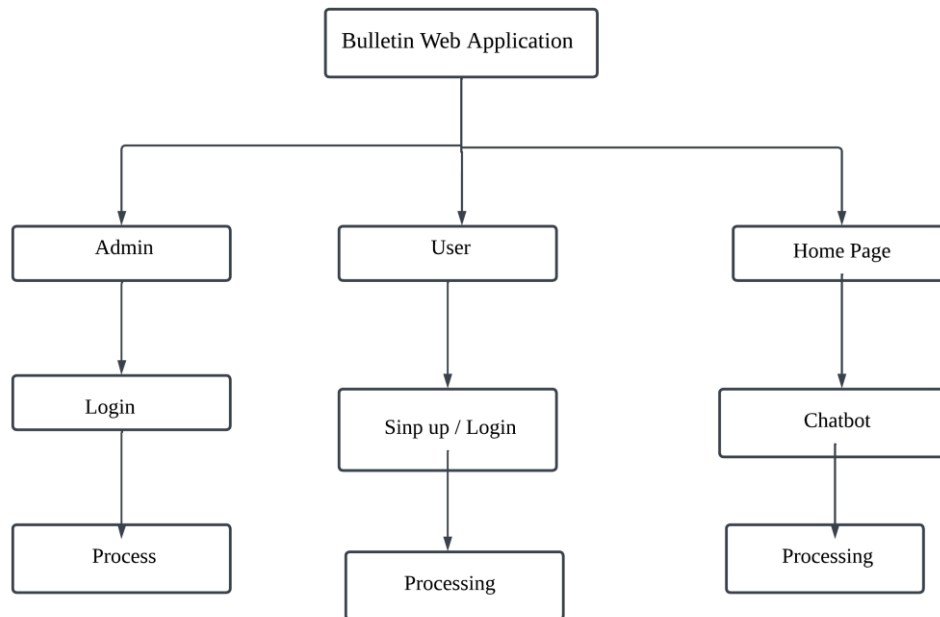 Bulletin Web Application
Admin
User
Home Page
Login
Sinp up / Login
Chatbot
Process
Processing
Processing